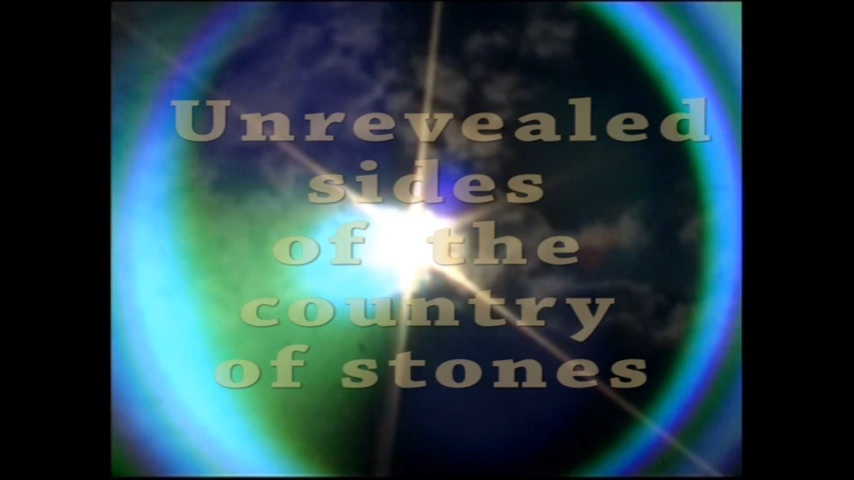 Unrevealed
sides
of the
country
of stones